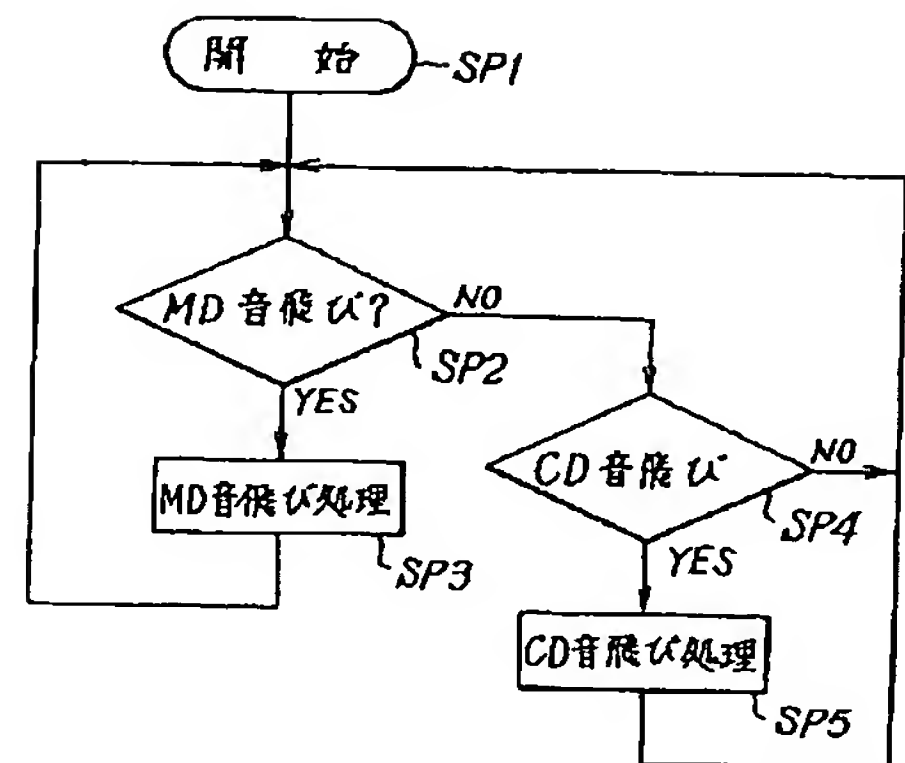 開 始
SP1
MD音飛び?
NO
SP2
YES
MD音飛び処理
SP3
CD音飛び
NO
SP4
YES
CD音飛び処理
SP5